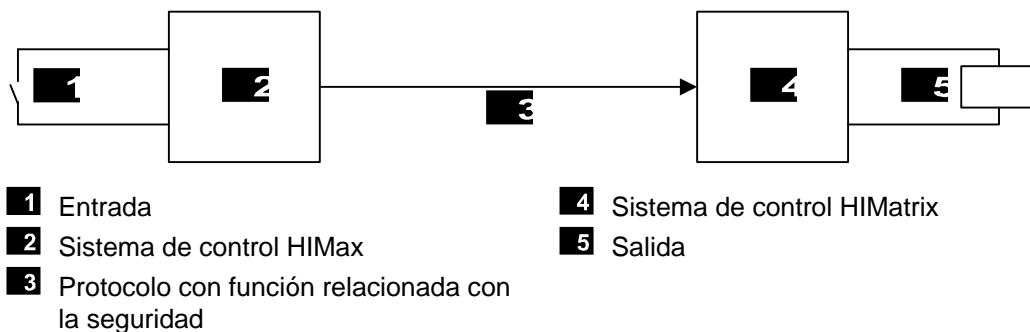 1
2
3
4
5
1 Entrada
2 Sistema de control HIMax
3 Protocolo con función relacionada con
la seguridad
4 Sistema de control HIMatrix
5 Salida